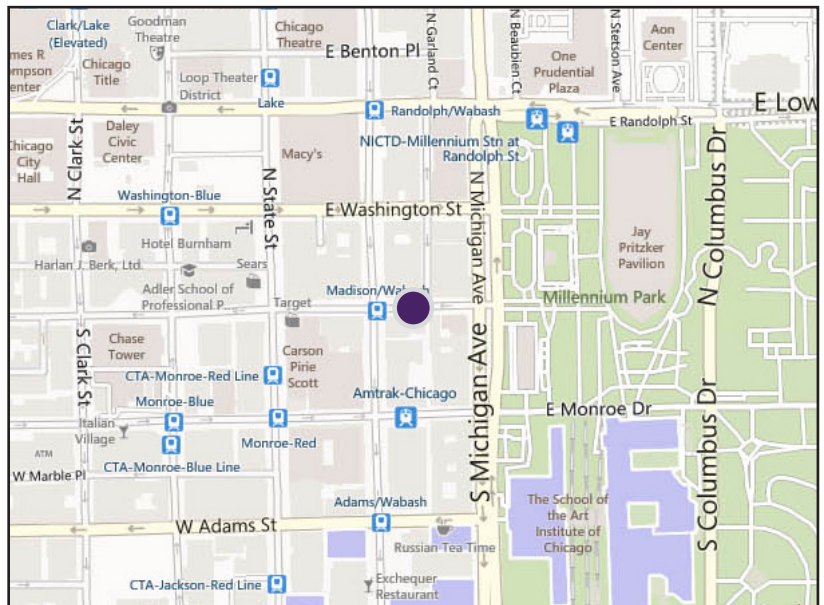 Clark/Lake
(Elevated)
Goodman
Theatre
Chicago
Theatre
E Benton Pl
N Garland Ct
N Beaubien Ct
N Stetson Ave
Aon
Center
One
Prudential
Plaza
Chicago
Title
Loop Theater
District
Lake
Randolph/Wabash
E Randolph St
E Low
N Clark St
Daley
Civic
Center
Chicago
City
Hall
Macy's
NICTD-Millennium Stn at
Randolph St
N State St
N Michigan Ave
N Columbus Dr
Washington-Blue
E Washington St
Jay
Pritzker
Pavilion
Hotel Burnham
Harlan J. Berk, Ltd.
Sears
Adler School of
Professional P...
Target
Millennium Park
S Clark St
Chase
Tower
Carson
Pirie
Scott
CTA-Monroe-Red Line
Monroe-Blue
Amtrak-Chicago
E Monroe Dr
S Michigan Ave
S Columbus Dr
Italian
Village
Monroe-Red
ATM
CTA-Monroe-Blue Line
W Marble Pl
Adams/Wabash
The School of
the Art
Institute of
Chicago
W Adams St
Russian Tea Time
CTA-Jackson-Red Line
Exchequer
Restaurant